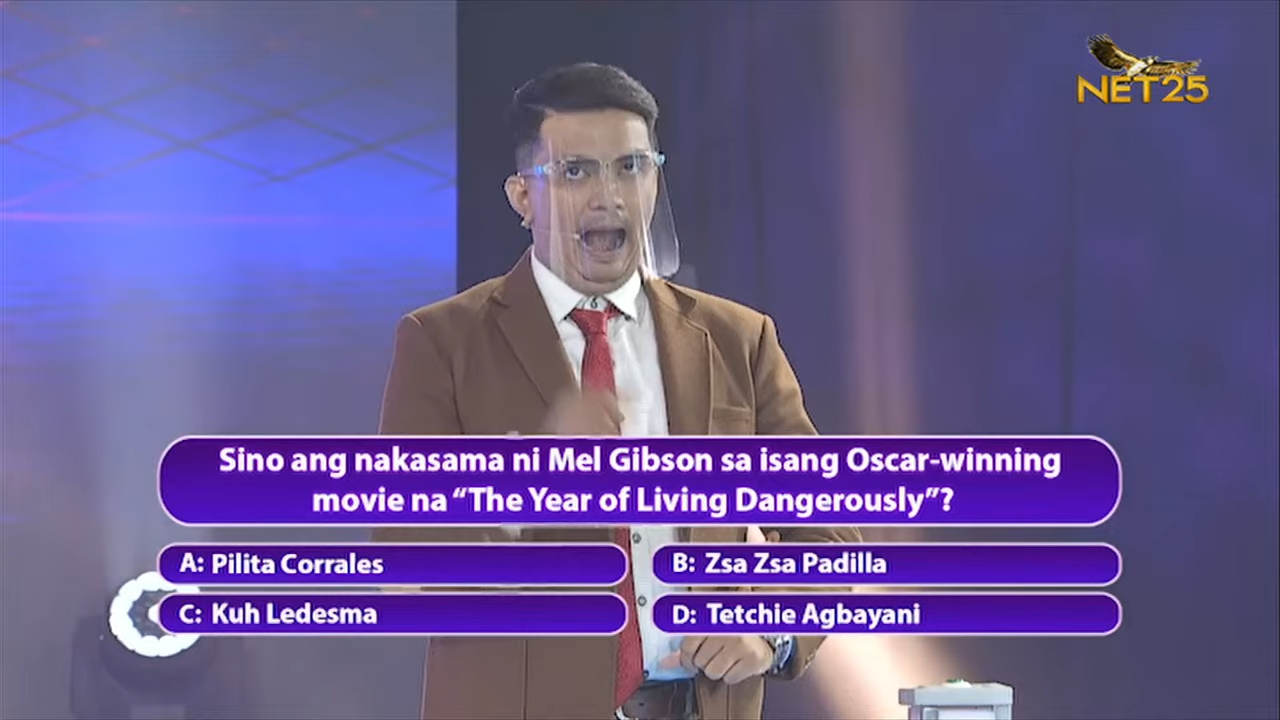 NET25
Sino ang nakasama ni Mel Gibson sa isang Oscar-winning
movie na “The Year of Living Dangerously”?
A: Pilita Corrales
B: Zsa Zsa Padilla
C: Kuh Ledesma
D: Tetchie Agbayani